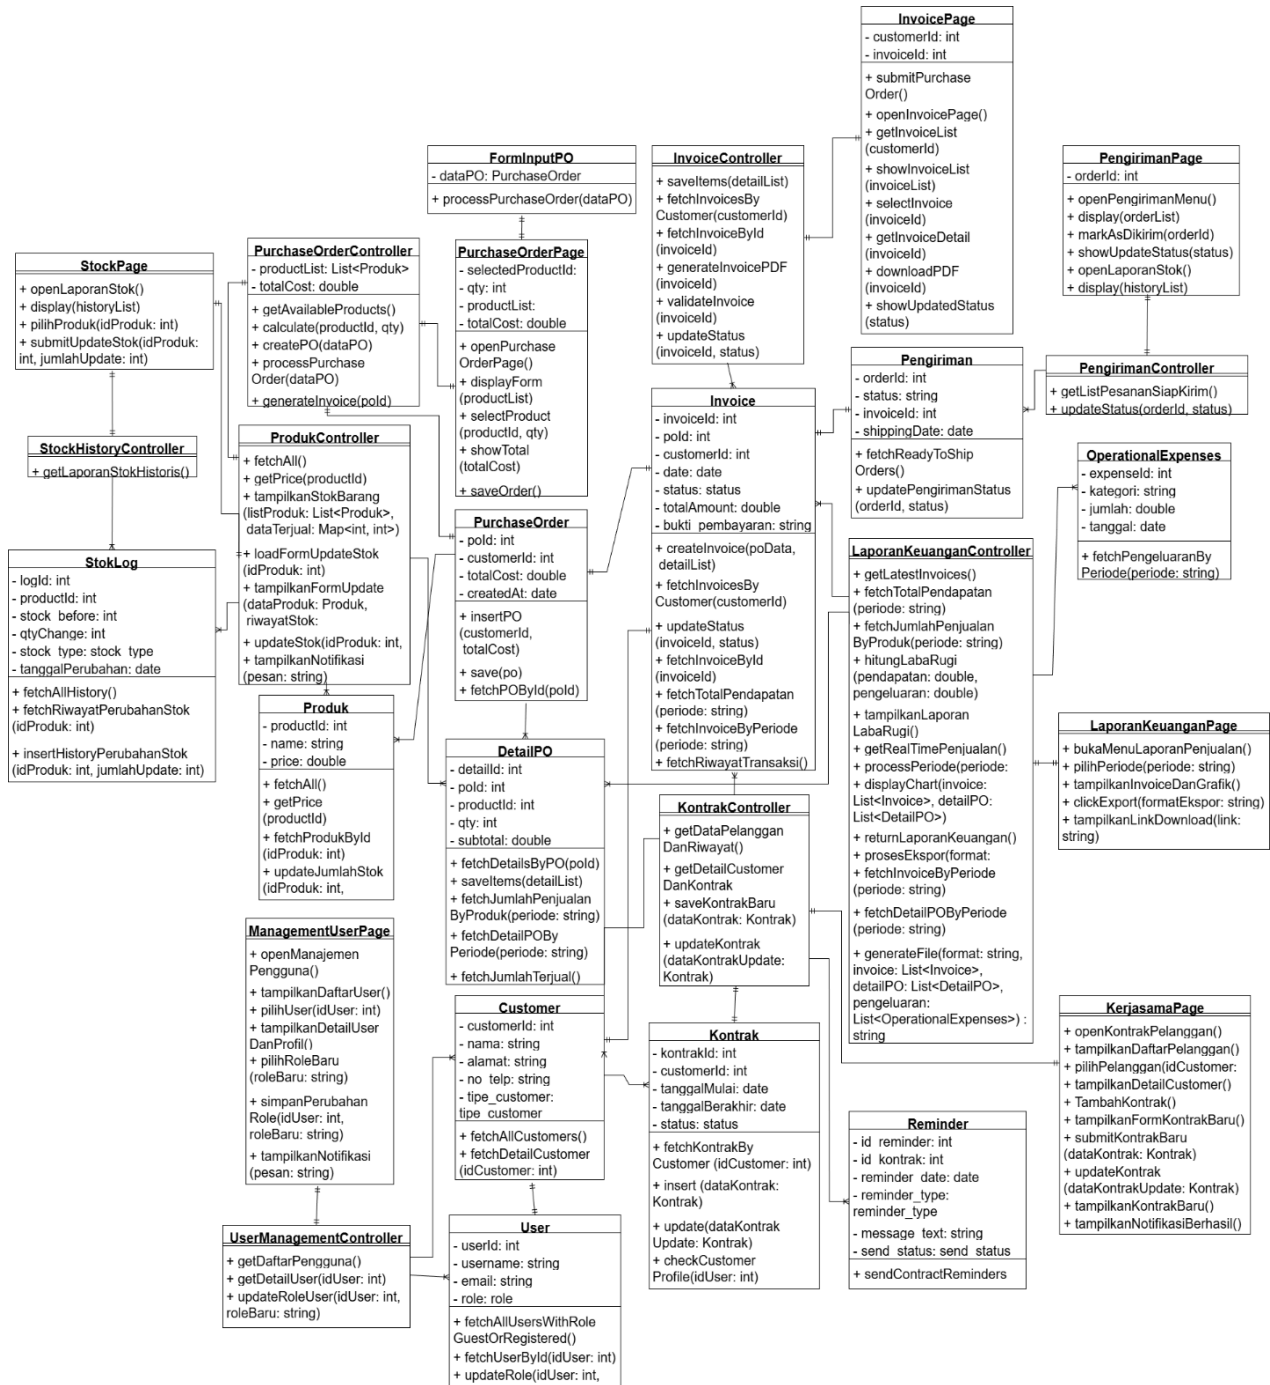 InvoicePage
- customerId: int
- invoiceId: int
+ submitPurchase
Order()
+ openInvoicePage()
+ getInvoiceList
(customerId)
+ showInvoiceList
(invoiceList)
+ selectInvoice
(invoiceId)
+ getInvoiceDetail
(invoiceId)
+ downloadPDF
(invoiceId)
+ showUpdatedStatus
(status)
FormInputPO
- dataPO: PurchaseOrder
+ processPurchaseOrder(dataPO)
InvoiceController
+ saveItems(detailList)
+ fetchInvoicesBy
Customer(customerId)
+ fetchInvoiceById
(invoiceId)
+ generateInvoicePDF
(invoiceId)
+ validateInvoice
(invoiceId)
+ updateStatus
(invoiceId, status)
PengirimanPage
- orderId: int
+ openPengirimanMenu()
+ display(orderList)
+ markAsDikirim(orderId)
+ showUpdateStatus(status)
+ openLaporanStok()
+ display(historyList)
StockPage
+ openLaporanStok()
+ display(historyList)
+ pilihProduk(idProduk: int)
+ submitUpdateStok(idProduk:
int, jumlahUpdate: int)
PurchaseOrderController
- productList: List<Produk>
- totalCost: double
+ getAvailableProducts()
+ calculate(productId, qty)
+ createPO(dataPO)
+ processPurchase
Order(dataPO)
+ generateInvoice(poId)
PurchaseOrderPage
- selectedProductId:
- qty: int
- productList:
- totalCost: double
+ openPurchase
OrderPage()
+ displayForm
(productList)
+ selectProduct
(productId, qty)
+ showTotal
(totalCost)
+ saveOrder()
Pengiriman
- orderId: int
- status: string
- invoiceId: int
- shippingDate: date
+ fetchReadyToShip
Orders()
+ updatePengirimanStatus
(orderId, status)
PengirimanController
+ getListPesananSiapKirim()
+ updateStatus(orderId, status)
StockHistoryController
+ getLaporanStokHistoris()
ProdukController
+ fetchAll()
+ getPrice(productId)
+ tampilkanStokBarang
(listProduk: List<Produk>,
dataTerjual: Map<int, int>)
+ loadFormUpdateStok
(idProduk: int)
+ tampilkanFormUpdate
(dataProduk: Produk,
riwayatStok:
+ updateStok(idProduk: int,
+ tampilkanNotifikasi
(pesan: string)
Invoice
- invoiceId: int
- poId: int
- customerId: int
- date: date
- status: status
- totalAmount: double
- bukti_pembayaran: string
+ createInvoice(poData,
detailList)
+ fetchInvoicesBy
Customer(customerId)
+ updateStatus
(invoiceId, status)
+ fetchInvoiceById
(invoiceId)
+ fetchTotalPendapatan
(periode: string)
+ fetchInvoiceByPeriode
(periode: string)
+ fetchRiwayatTransaksi()
OperationalExpenses
- expenseId: int
- kategori: string
- jumlah: double
- tanggal: date
+ fetchPengeluaranBy
Periode(periode: string)
PurchaseOrder
- poId: int
- customerId: int
- totalCost: double
- createdAt: date
+ insertPO
(customerId,
totalCost)
+ save(po)
+ fetchPOById(poId)
StokLog
- logId: int
- productId: int
- stock_before: int
- qtyChange: int
- stock_type: stock_type
- tanggalPerubahan: date
+ fetchAllHistory()
+ fetchRiwayatPerubahanStok
(idProduk: int)
+ insertHistoryPerubahanStok
(idProduk: int, jumlahUpdate: int)
LaporanKeuanganController
+ getLatestInvoices()
+ fetchTotalPendapatan
(periode: string)
+ fetchJumlahPenjualan
ByProduk(periode: string)
+ hitungLabaRugi
(pendapatan: double,
pengeluaran: double)
+ tampilkanLaporan
LabaRugi()
+ getRealTimePenjualan()
+ processPeriode(periode:
+ displayChart(invoice:
List<Invoice>, detailPO:
List<DetailPO>)
+ returnLaporanKeuangan()
+ prosesEkspor(format:
+ fetchInvoiceByPeriode
(periode: string)
+ fetchDetailPOByPeriode
(periode: string)
+ generateFile(format: string,
invoice: List<Invoice>,
detailPO: List<DetailPO>,
pengeluaran:
List<OperationalExpenses>) :
string
Produk
- productId: int
- name: string
- price: double
+ fetchAll()
+ getPrice
(productId)
+ fetchProdukById
(idProduk: int)
+ updateJumlahStok
(idProduk: int,
LaporanKeuanganPage
+ bukaMenuLaporanPenjualan()
+ pilihPeriode(periode: string)
+ tampilkanInvoiceDanGrafik()
+ clickExport(formatEkspor: string)
+ tampilkanLinkDownload(link:
string)
DetailPO
- detailId: int
- poId: int
- productId: int
- qty: int
- subtotal: double
+ fetchDetailsByPO(poId)
+ saveItems(detailList)
+ fetchJumlahPenjualan
ByProduk(periode: string)
+ fetchDetailPOBy
Periode(periode: string)
+ fetchJumlahTerjual()
KontrakController
+ getDataPelanggan
DanRiwayat()
+ getDetailCustomer
DanKontrak
+ saveKontrakBaru
(dataKontrak: Kontrak)
+ updateKontrak
(dataKontrakUpdate:
Kontrak)
ManagementUserPage
+ openManajemen
Pengguna()
+ tampilkanDaftarUser()
+ pilihUser(idUser: int)
+ tampilkanDetailUser
DanProfil()
+ pilihRoleBaru
(roleBaru: string)
+ simpanPerubahan
Role(idUser: int,
roleBaru: string)
+ tampilkanNotifikasi
(pesan: string)
Customer
- customerId: int
- nama: string
- alamat: string
- no_telp: string
- tipe_customer:
tipe_customer
+ fetchAllCustomers()
+ fetchDetailCustomer
(idCustomer: int)
Kontrak
- kontrakId: int
- customerId: int
- tanggalMulai: date
- tanggalBerakhir: date
- status: status
+ fetchKontrakBy
Customer (idCustomer: int)
+ insert (dataKontrak:
Kontrak)
+ update(dataKontrak
Update: Kontrak)
+ checkCustomer
Profile(idUser: int)
KerjasamaPage
+ openKontrakPelanggan()
+ tampilkanDaftarPelanggan()
+ pilihPelanggan(idCustomer:
+ tampilkanDetailCustomer()
+ TambahKontrak()
+ tampilkanFormKontrakBaru()
+ submitKontrakBaru
(dataKontrak: Kontrak)
+ updateKontrak
(dataKontrakUpdate: Kontrak)
+ tampilkanKontrakBaru()
+ tampilkanNotifikasiBerhasil()
Reminder
- id_reminder: int
- id_kontrak: int
- reminder_date: date
- reminder_type:
reminder_type
- message_text: string
- send_status: send_status
+ sendContractReminders
UserManagementController
+ getDaftarPengguna()
+ getDetailUser(idUser: int)
+ updateRoleUser(idUser: int,
roleBaru: string)
User
- userId: int
- username: string
- email: string
- role: role
+ fetchAllUsersWithRole
GuestOrRegistered()
+ fetchUserById(idUser: int)
+ updateRole(idUser: int,